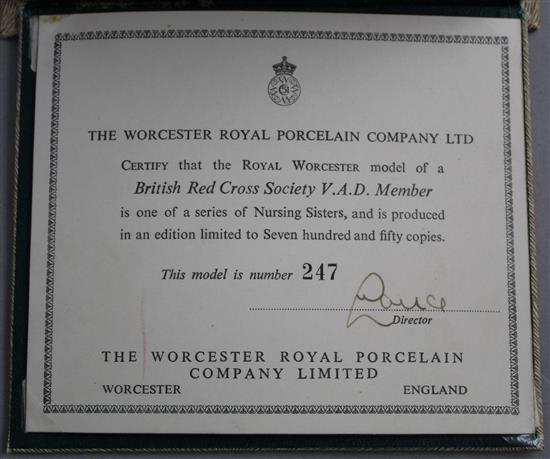 THE WORCESTER ROYAL PORCELAIN COMPANY LTD
CERTIFY that the ROYAL WORCESTER model of a
British Red Cross Society V.A.D. Member
is one of a series of Nursing Sisters, and is produced
in an edition limited to Seven hundred and fifty copies.
This model is number 247
Director
THE WORCESTER ROYAL PORCELAIN
COMPANY LIMITED
WORCESTER ENGLAND